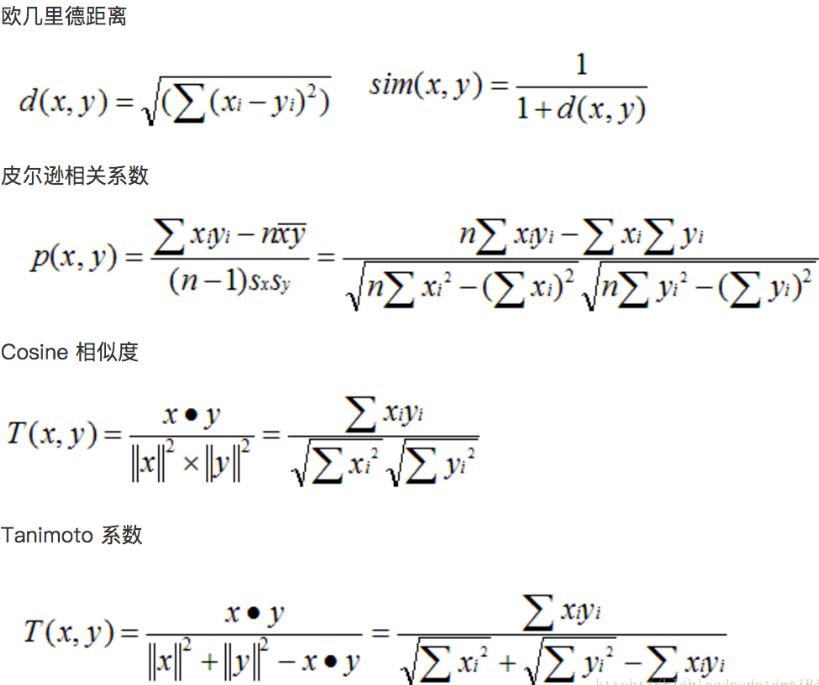 欧几里德距离
d(x, y) = √(∑(xi − yi)²)  sim(x, y) = 1 / (1 + d(x, y))
皮尔逊相关系数
p(x, y) = (∑xiyi − nx̄ȳ) / ((n − 1)sxsy) = (n∑xiyi − ∑xi∑yi) / (√(n∑xi² − (∑xi)²) √(n∑yi² − (∑yi)²))
Cosine 相似度
T(x, y) = (x ● y) / (‖x‖² × ‖y‖²) = ∑xiyi / (√(∑xi²) √(∑yi²))
Tanimoto 系数
T(x, y) = (x ● y) / (‖x‖² + ‖y‖² − x ● y) = ∑xiyi / (√(∑xi²) + √(∑yi²) − ∑xiyi)